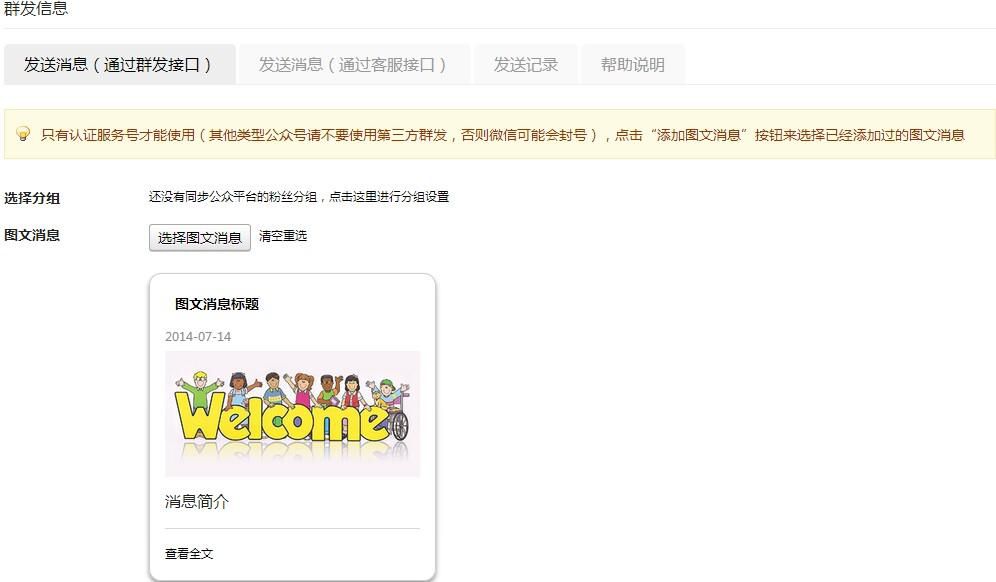 群发信息
发送消息（通过群发接口） 发送消息（通过客服接口） 发送记录 帮助说明
只有认证服务号才能使用（其他类型公众号请不要使用第三方群发，否则微信可能会封号），点击“添加图文消息”按钮来选择已经添加过的图文消息
选择分组 还没有同步公众平台的粉丝分组，点击这里进行分组设置
图文消息 选择图文消息 清空重选
图文消息标题
2014-07-14
Welcome
消息简介
查看全文